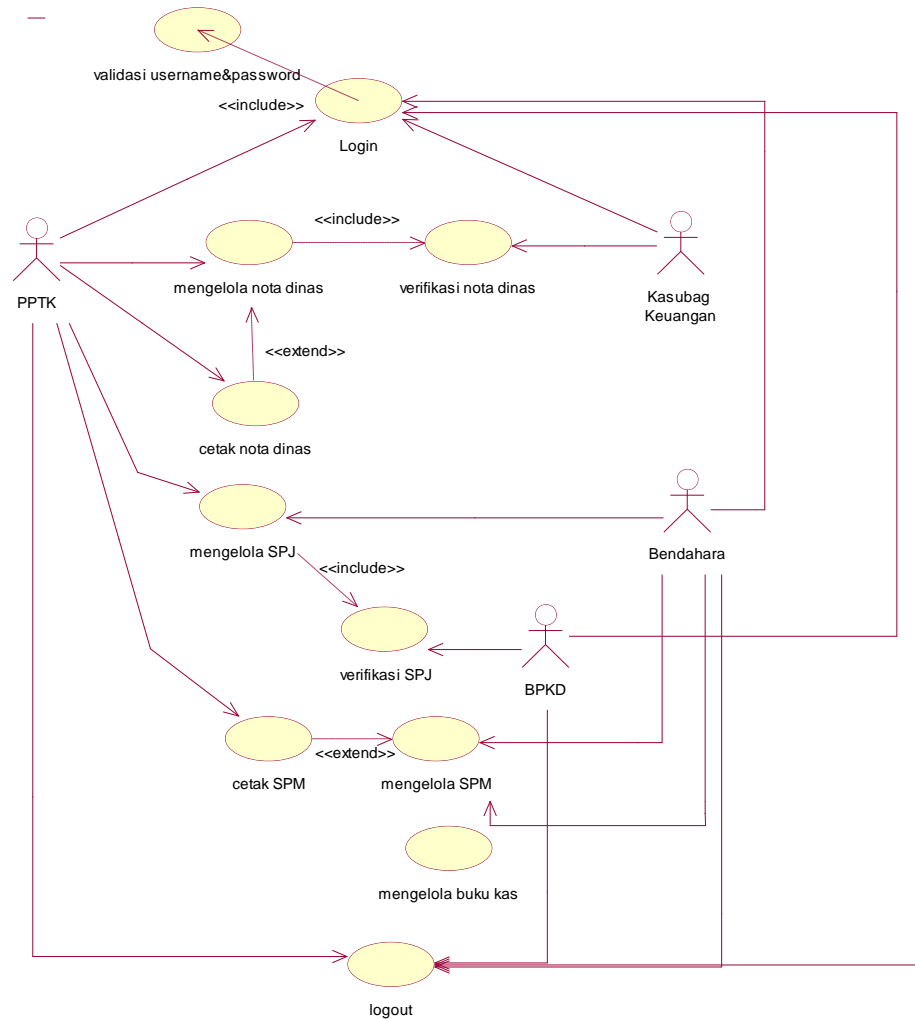 validasi username&password
<<include>>
Login
<<include>>
mengelola nota dinas
verifikasi nota dinas
PPTK
Kasubag
Keuangan
<<extend>>
cetak nota dinas
mengelola SPJ
Bendahara
<<include>>
verifikasi SPJ
BPKD
<<extend>>
cetak SPM
mengelola SPM
mengelola buku kas
logout